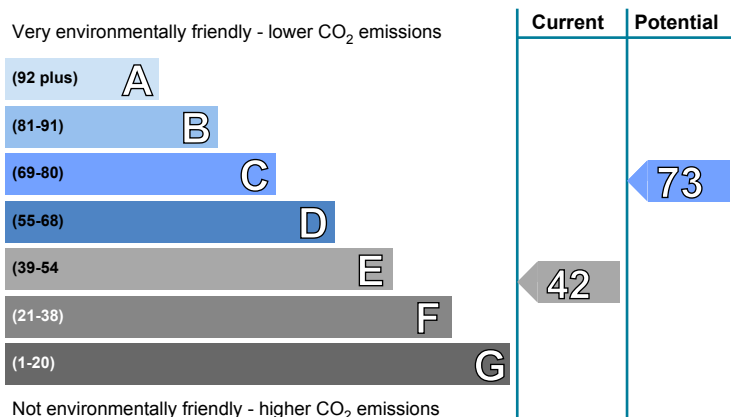 Very environmentally friendly - lower CO2 emissions
Current
Potential
(92 plus) A
(81-91) B
(69-80) C
73
(55-68) D
(39-54 E
42
(21-38) F
(1-20) G
Not environmentally friendly - higher CO2 emissions